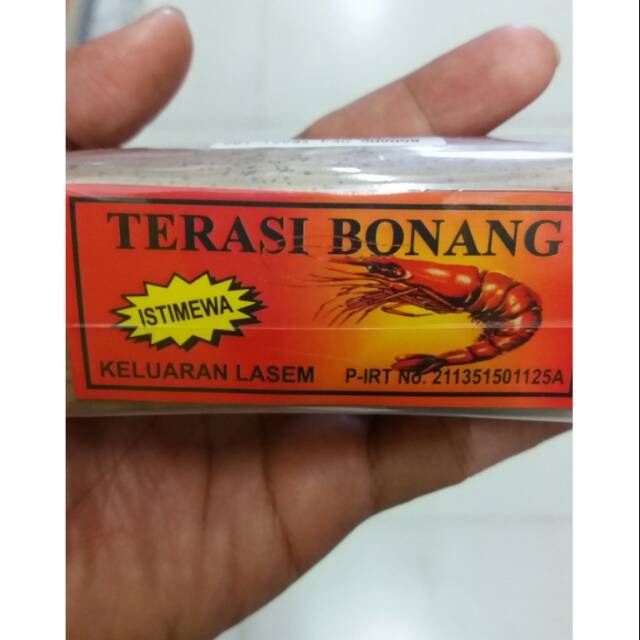 TERASI BONANG
ISTIMEWA
KELUARAN LASEM P-IRT No. 211351501125A